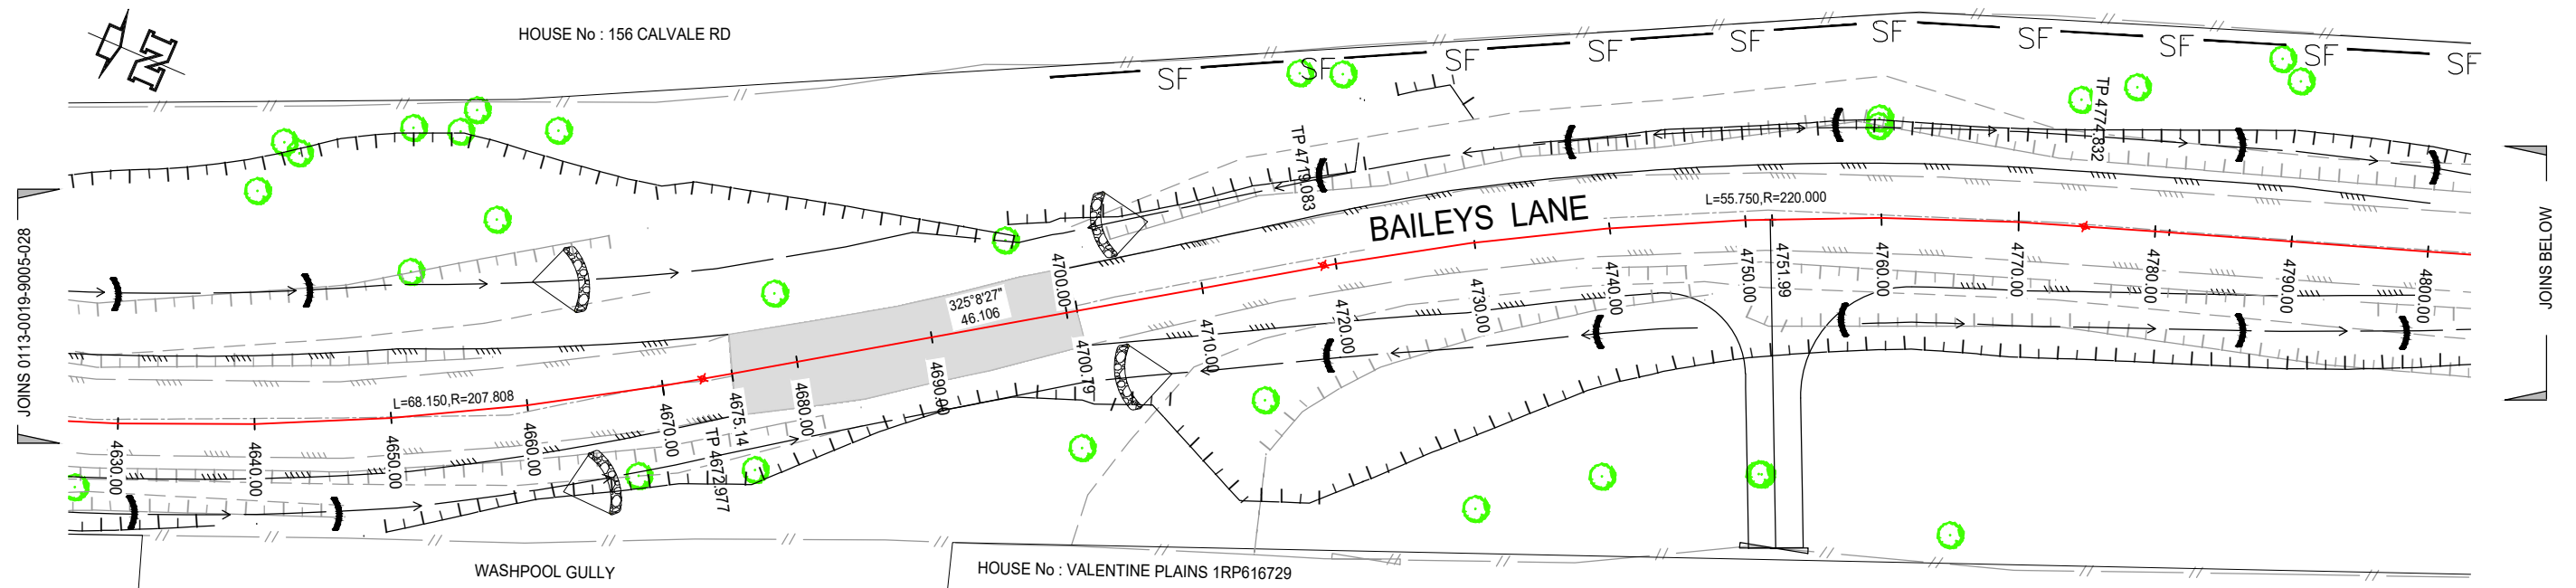 HOUSE No : 156 CALVALE RD
N
SF
SF
SF
SF
SF
SF
SF
SF
SF
SF
TP 4719.083
TP 4774.832
BAILEYS LANE
L=55.750,R=220.000
JOINS 0113-0019-9005-028
JOINS BELOW
325°8'27"
46.106
L=68.150,R=207.808
4630.00
4640.00
4650.00
4660.00
4670.00
TP 4672.977
4675.14
4680.00
4690.00
4700.00
4700.79
4710.00
4720.00
4730.00
4740.00
4750.00
4751.99
4760.00
4770.00
4780.00
4790.00
4800.00
WASHPOOL GULLY
HOUSE No : VALENTINE PLAINS 1RP616729